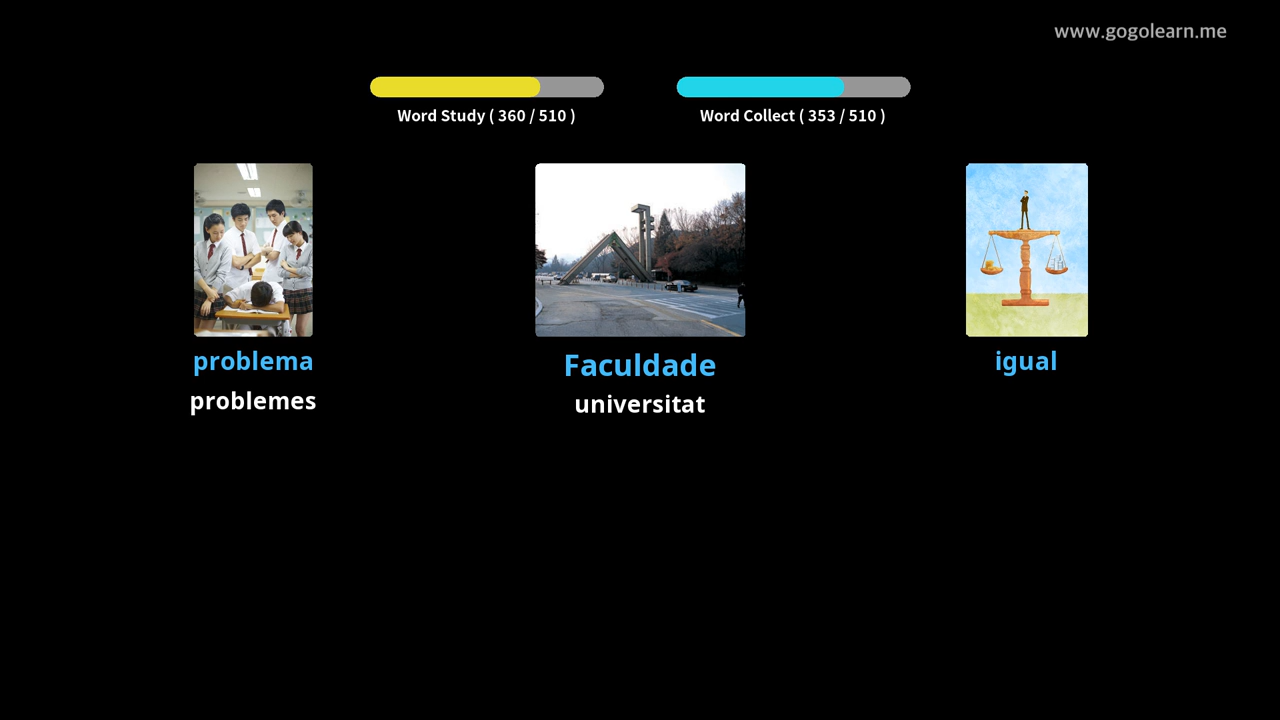 www.gogolearn.me
Word Study ( 360 / 510 )
Word Collect ( 353 / 510 )
problema
problemes
Faculdade
universitat
igual